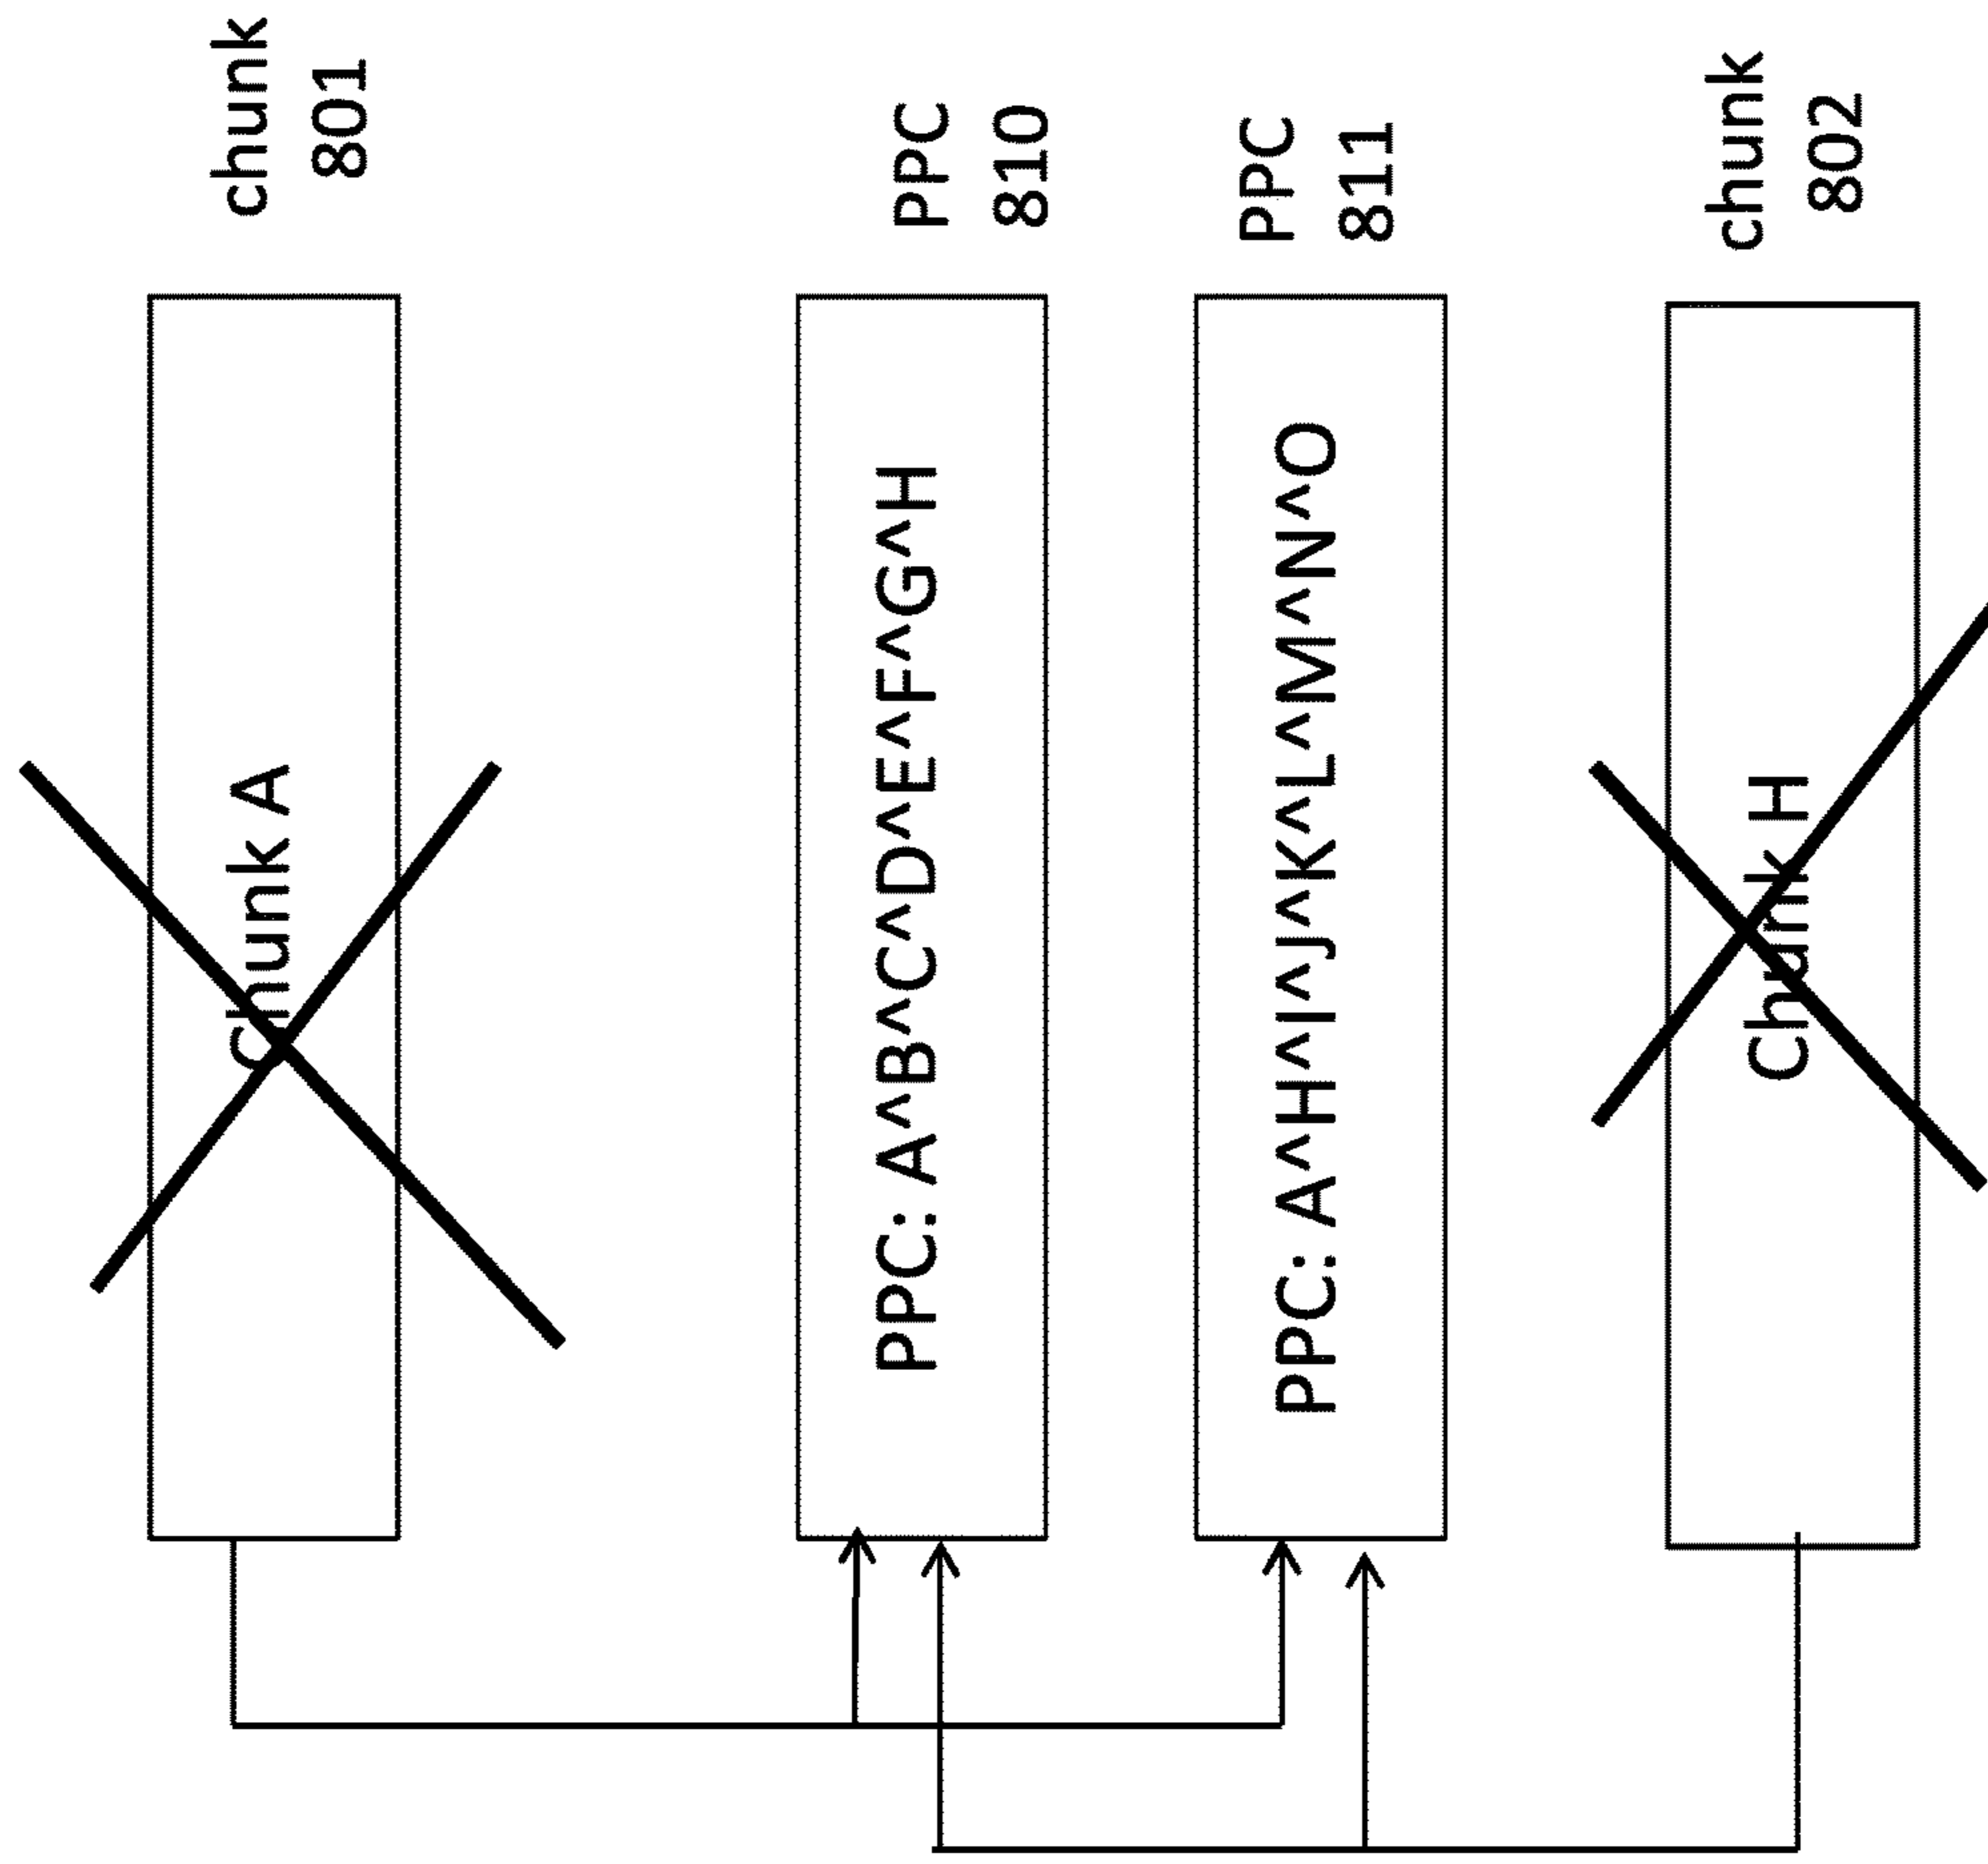 chunk
801
Chunk A
PPC
810
PPC: A^B^C^D^E^F^G^H
PPC
811
PPC: A^H^I^J^K^L^M^N^O
chunk
802
Chunk H